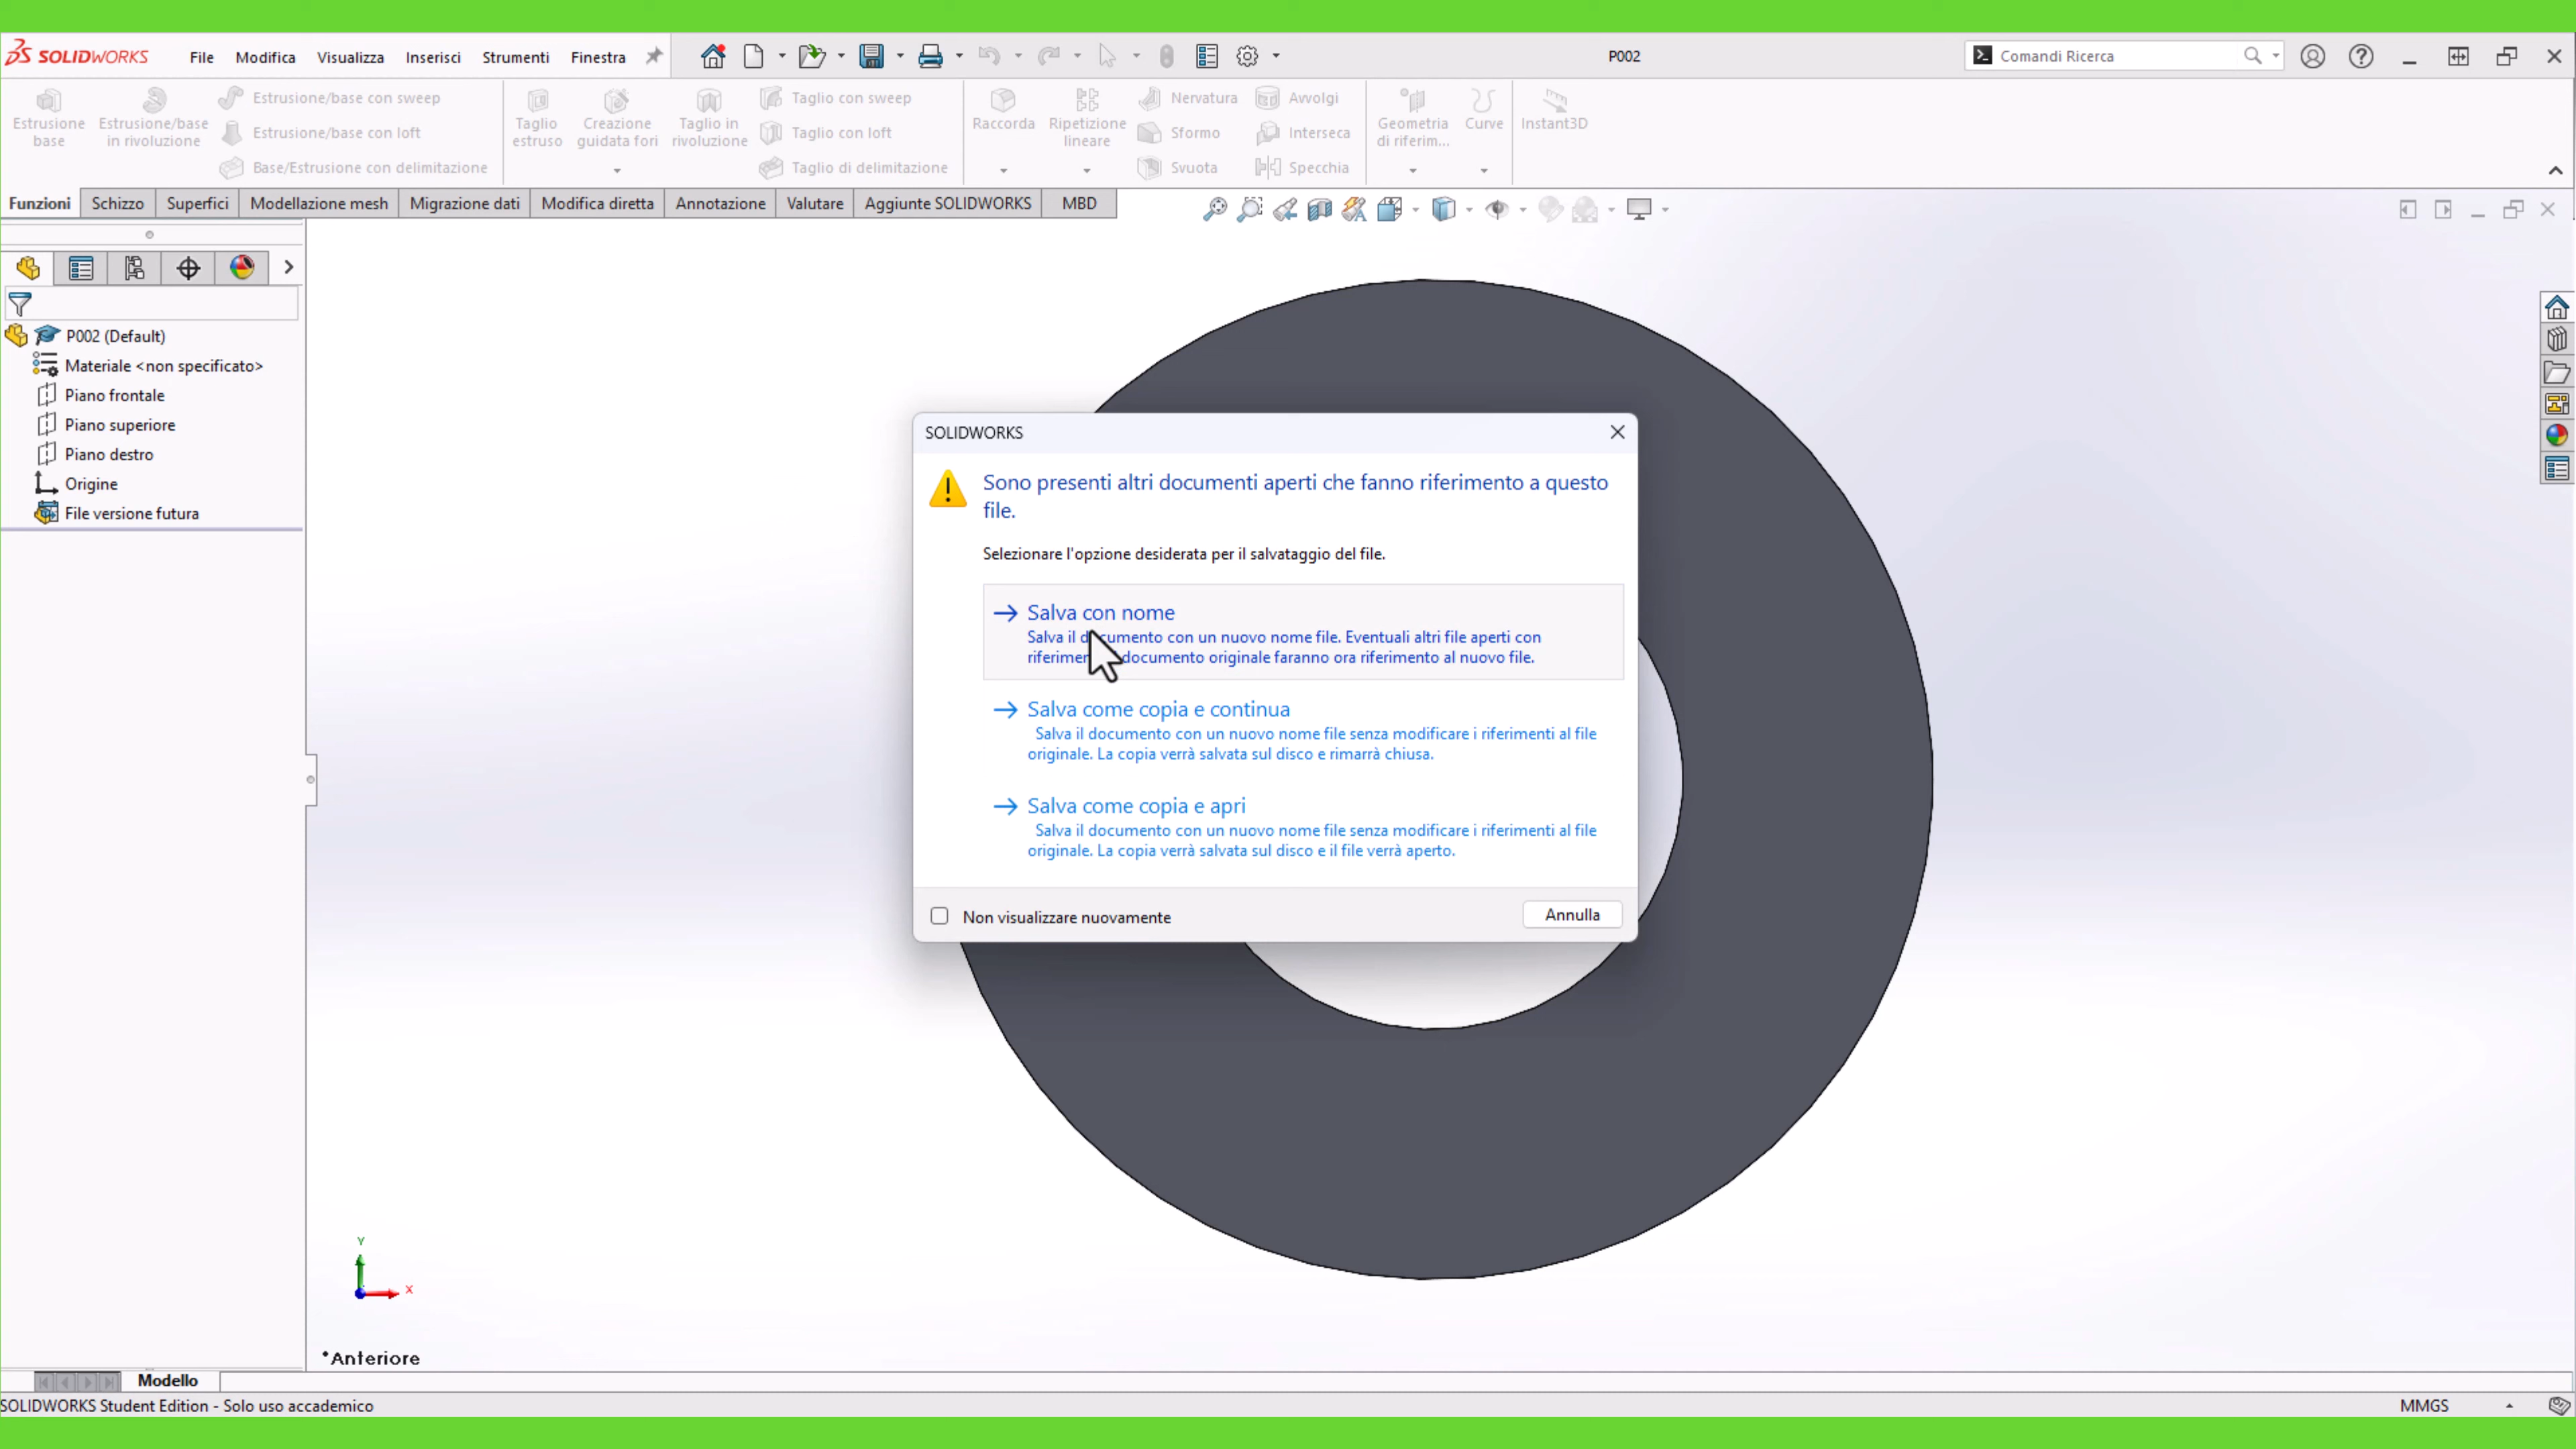 SOLIDWORKS File Modifica Visualizza Inserisci Strumenti Finestra P002 Comandi Ricerca
Estrusione base
Estrusione/base in rivoluzione
Estrusione/base con sweep
Estrusione/base con loft
Base/Estrusione con delimitazione
Taglio estruso
Creazione guidata fori
Taglio in rivoluzione
Taglio con sweep
Taglio con loft
Taglio di delimitazione
Raccorda
Ripetizione lineare
Nervatura
Sformo
Svuota
Avvolgi
Interseca
Specchia
Geometria di riferim...
Curve
Instant3D
Funzioni Schizzo Superfici Modellazione mesh Migrazione dati Modifica diretta Annotazione Valutare Aggiunte SOLIDWORKS MBD
P002 (Default)
Materiale <non specificato>
Piano frontale
Piano superiore
Piano destro
Origine
File versione futura
SOLIDWORKS
Sono presenti altri documenti aperti che fanno riferimento a questo
file.
Selezionare l'opzione desiderata per il salvataggio del file.
Salva con nome
Salva il documento con un nuovo nome file. Eventuali altri file aperti con
documento originale faranno ora riferimento al nuovo file.
Salva come copia e continua
Salva il documento con un nuovo nome file senza modificare i riferimenti al file
originale. La copia verrà salvata sul disco e rimarrà chiusa.
Salva come copia e apri
Salva il documento con un nuovo nome file senza modificare i riferimenti al file
originale. La copia verrà salvata sul disco e il file verrà aperto.
Non visualizzare nuovamente Annulla
Y
X
*Anteriore
Modello
SOLIDWORKS Student Edition - Solo uso accademico MMGS